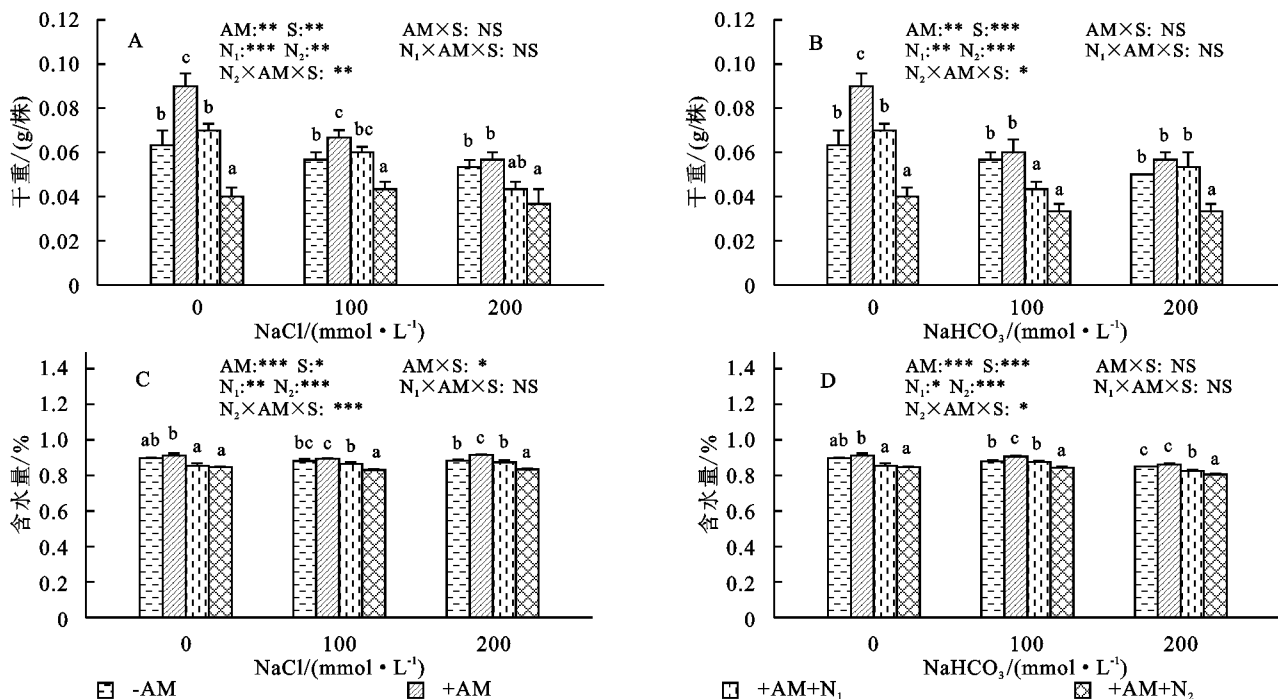 A
AM:** S:** AM×S: NS
N₁:*** N₂:** N₁×AM×S: NS
N₂×AM×S: **
干重/(g/株)
0.12
0.10
0.08
0.06
0.04
0.02
0
b c b a
b c bc a
b b ab a
0 100 200
NaCl/(mmol·L⁻¹)
B
AM:** S:*** AM×S: NS
N₁:** N₂:*** N₁×AM×S: NS
N₂×AM×S: *
干重/(g/株)
0.12
0.10
0.08
0.06
0.04
0.02
0
b c b a
b b a a
b b b a
0 100 200
NaHCO₃/(mmol·L⁻¹)
C
AM:*** S:* AM×S: *
N₁:** N₂:*** N₁×AM×S: NS
N₂×AM×S: ***
含水量/%
1.4
1.2
1.0
0.8
0.6
0.4
0.2
0
ab b a a
bc c b a
b c b a
0 100 200
NaCl/(mmol·L⁻¹)
D
AM:*** S:*** AM×S: NS
N₁:* N₂:*** N₁×AM×S: NS
N₂×AM×S: *
含水量/%
1.4
1.2
1.0
0.8
0.6
0.4
0.2
0
ab b a a
b c b a
c c b a
0 100 200
NaHCO₃/(mmol·L⁻¹)
-AM +AM +AM+N₁ +AM+N₂